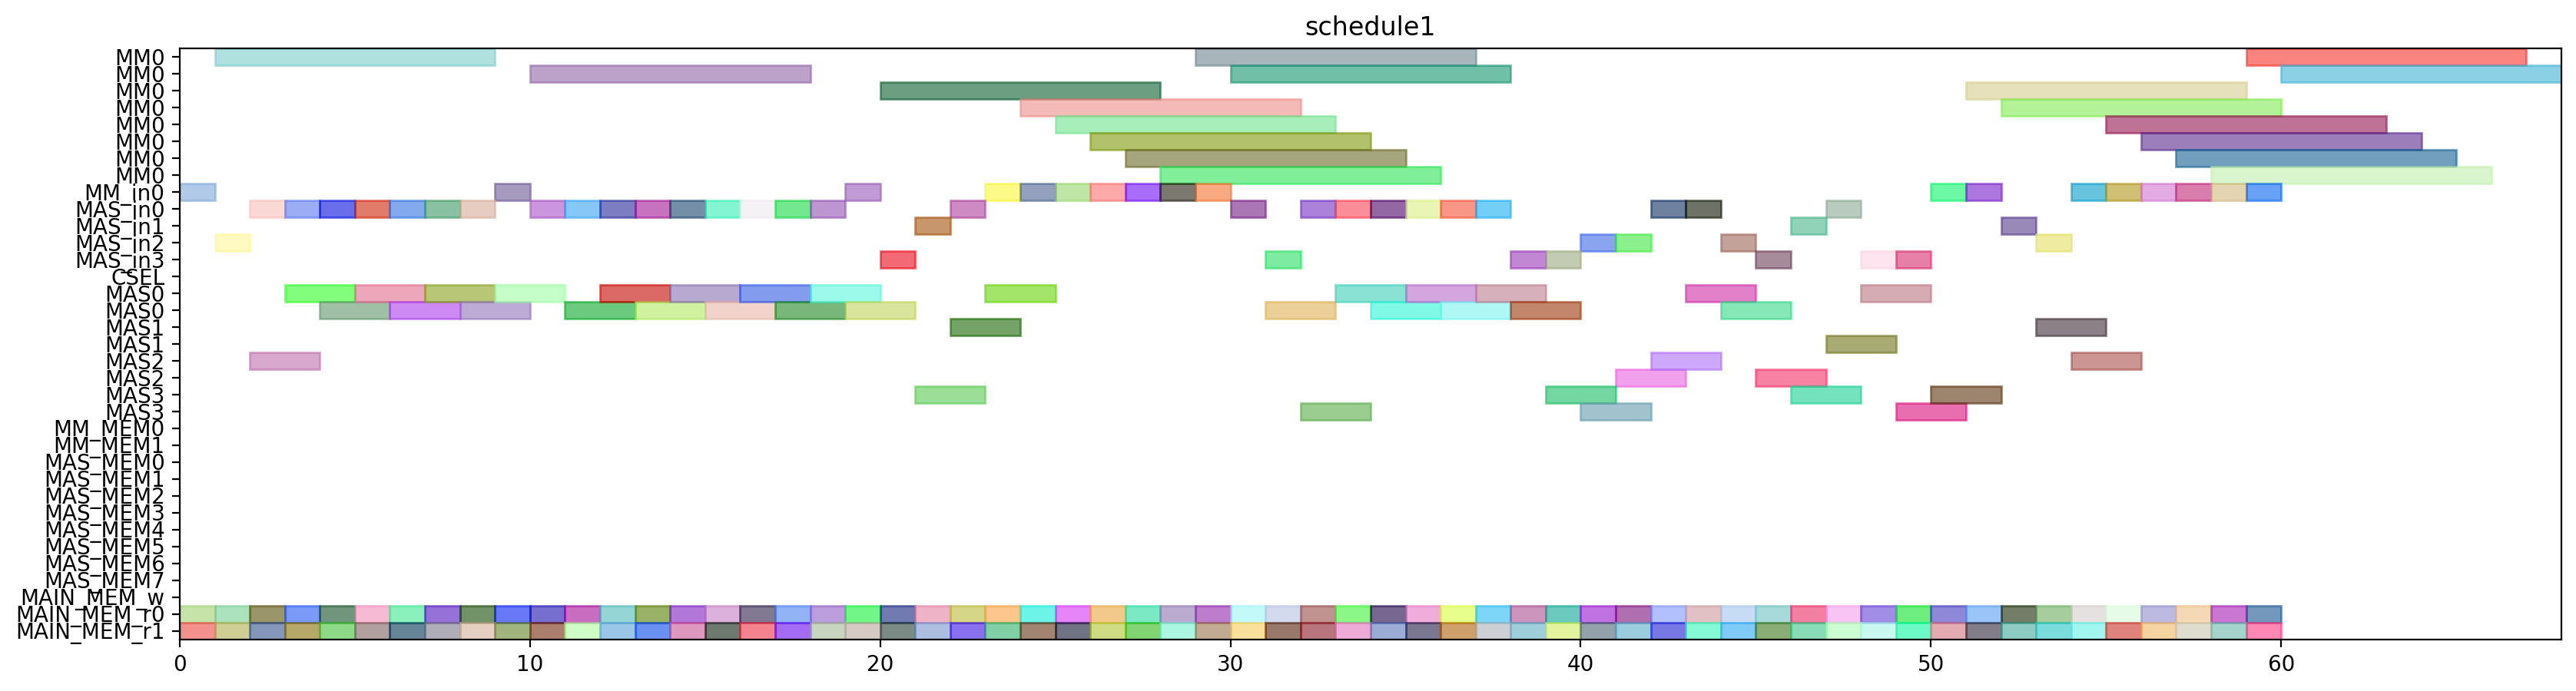 schedule1
MM0
MM0
MM0
MM0
MM0
MM0
MM0
MM0
MM_in0
MAS_in0
MAS_in1
MAS_in2
MAS_in3
CSEL
MAS0
MAS0
MAS1
MAS1
MAS2
MAS2
MAS3
MAS3
MM_MEM0
MM_MEM1
MAS_MEM0
MAS_MEM1
MAS_MEM2
MAS_MEM3
MAS_MEM4
MAS_MEM5
MAS_MEM6
MAS_MEM7
MAIN_MEM_w
MAIN_MEM_r0
MAIN_MEM_r1
0 10 20 30 40 50 60